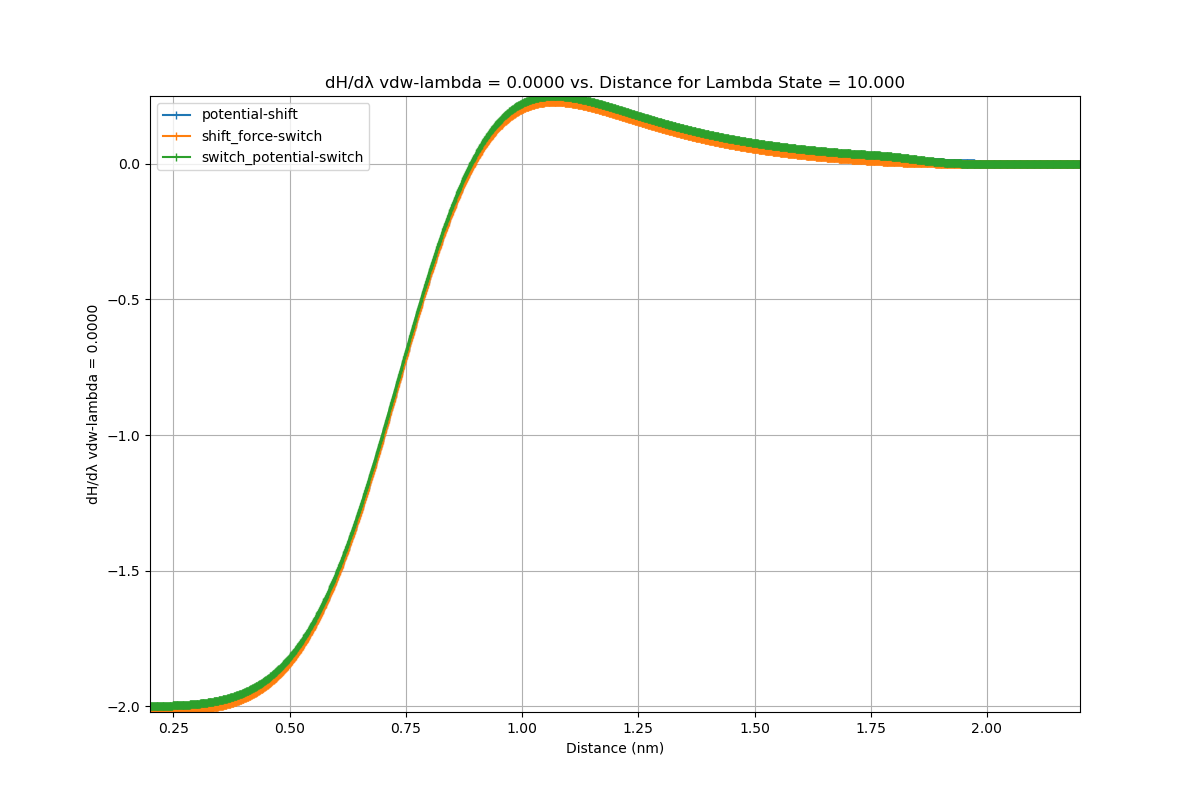 dH/dλ vdw-lambda = 0.0000 vs. Distance for Lambda State = 10.000
potential-shift
shift_force-switch
switch_potential-switch
0.0
−0.5
−1.0
−1.5
−2.0
dH/dλ vdw-lambda = 0.0000
0.25 0.50 0.75 1.00 1.25 1.50 1.75 2.00
Distance (nm)